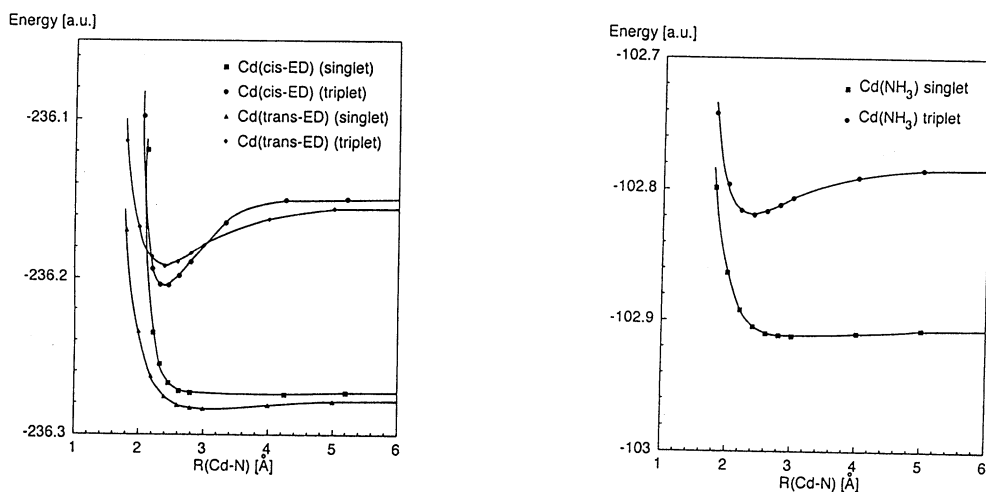 Energy [a.u.]
Cd(cis-ED) (singlet)
Cd(cis-ED) (triplet)
Cd(trans-ED) (singlet)
Cd(trans-ED) (triplet)
-236.1
-236.2
-236.3
1 2 3 4 5 6
R(Cd-N) [Å]
Energy [a.u.]
-102.7
Cd(NH₃) singlet
Cd(NH₃) triplet
-102.8
-102.9
-103
1 2 3 4 5 6
R(Cd-N) [Å]